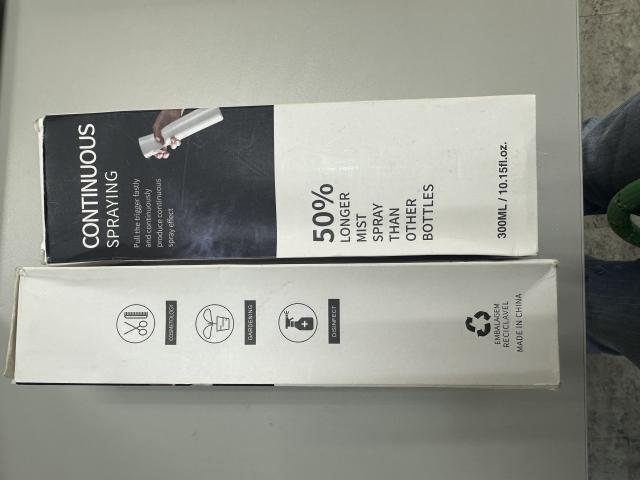 CONTINUOUS
SPRAYING
Pull the trigger fastly
and continuously
produce continuous
spray effect
50%
LONGER
MIST
SPRAY
THAN
OTHER
BOTTLES
300ML / 10.15fl.oz.
COSMETOLOGY
GARDENING
DISINFECT
EMBALAGEM
RECICLÁVEL
MADE IN CHINA